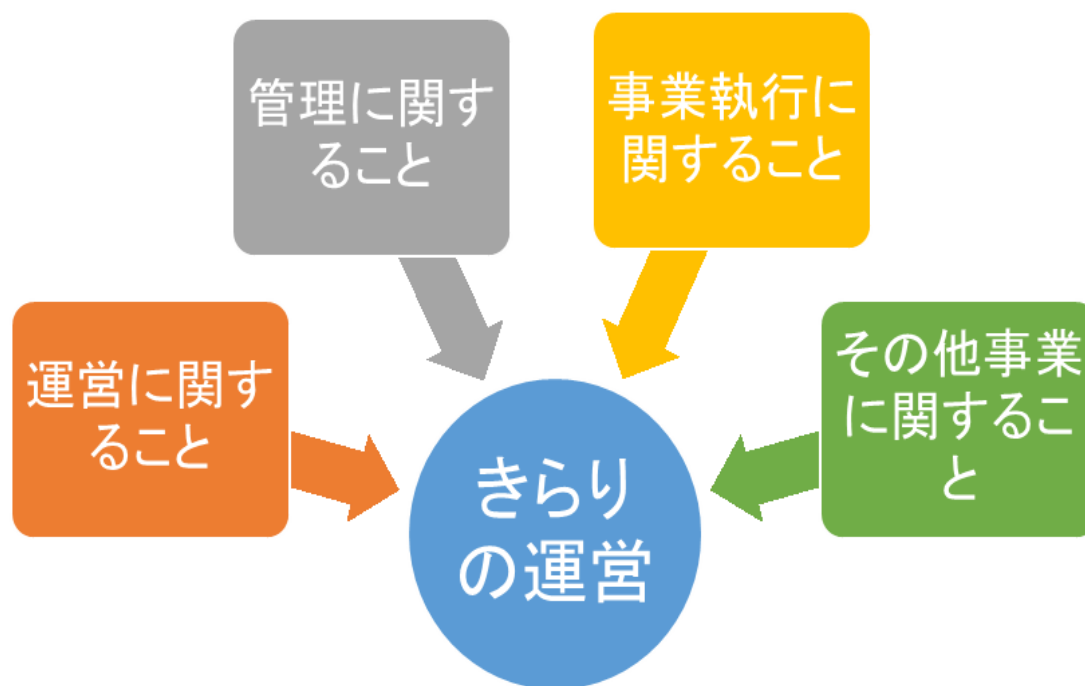 管理に関す
ること
事業執行に
関すること
運営に関す
ること
その他事業
に関するこ
と
きらり
の運営